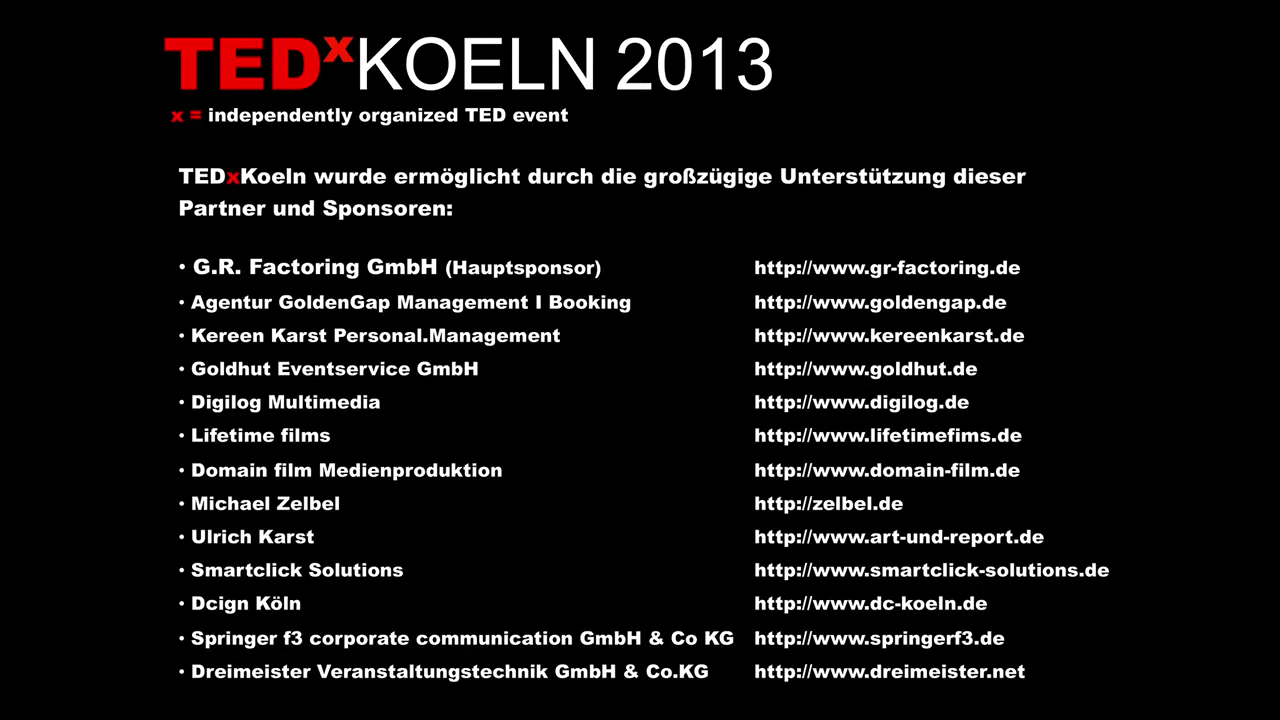 TEDxKOELN 2013
x = independently organized TED event
TEDxKoeln wurde ermöglicht durch die großzügige Unterstützung dieser
Partner und Sponsoren:
• G.R. Factoring GmbH (Hauptsponsor) http://www.gr-factoring.de
• Agentur GoldenGap Management I Booking http://www.goldengap.de
• Kereen Karst Personal.Management http://www.kereenkarst.de
• Goldhut Eventservice GmbH http://www.goldhut.de
• Digilog Multimedia http://www.digilog.de
• Lifetime films http://www.lifetimefims.de
• Domain film Medienproduktion http://www.domain-film.de
• Michael Zelbel http://zelbel.de
• Ulrich Karst http://www.art-und-report.de
• Smartclick Solutions http://www.smartclick-solutions.de
• Dcign Köln http://www.dc-koeln.de
• Springer f3 corporate communication GmbH & Co KG http://www.springerf3.de
• Dreimeister Veranstaltungstechnik GmbH & Co.KG http://www.dreimeister.net